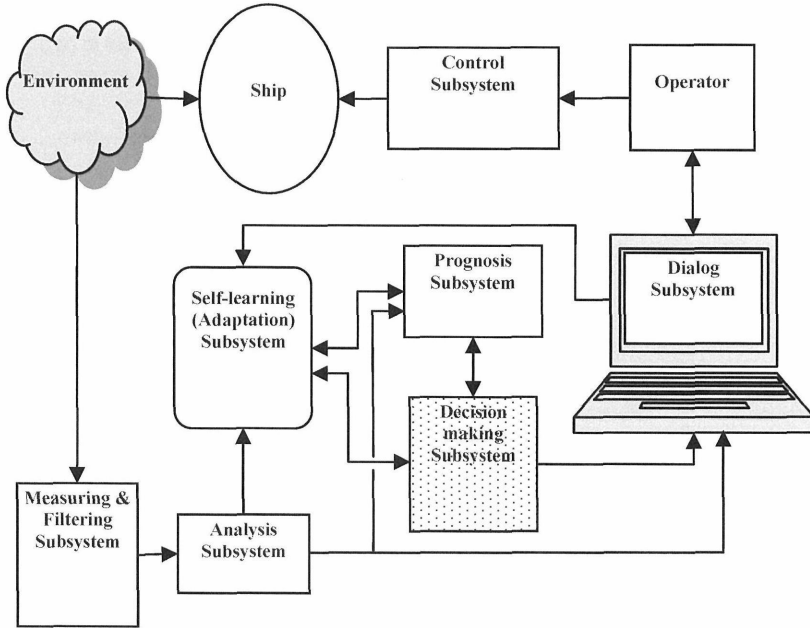 Environment
Ship
Control
Subsystem
Operator
Self-learning
(Adaptation)
Subsystem
Prognosis
Subsystem
Dialog
Subsystem
Decision
making
Subsystem
Measuring &
Filtering
Subsystem
Analysis
Subsystem